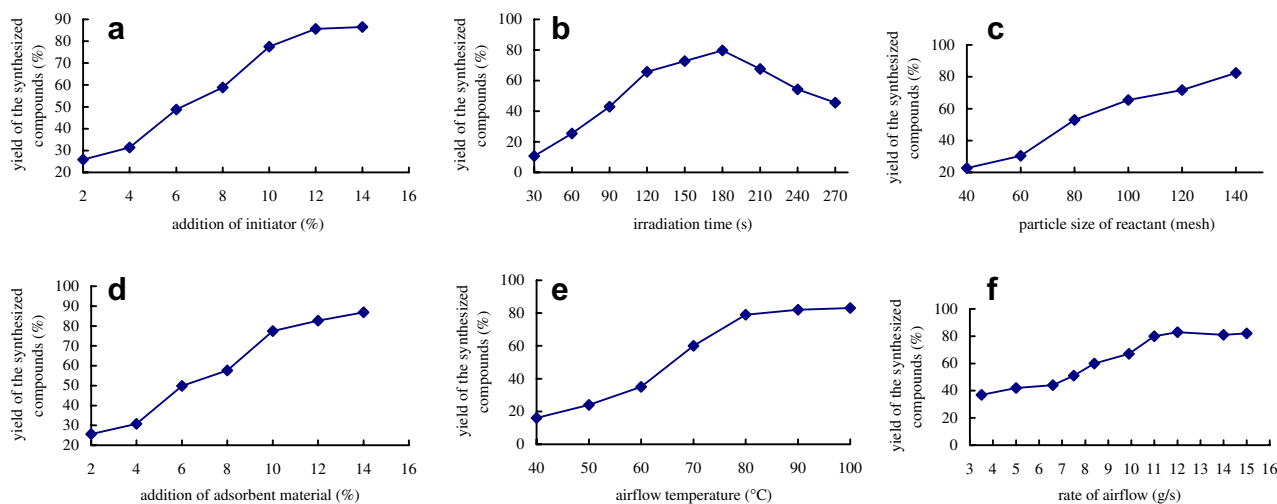 a
yield of the synthesized
compounds (%)
90
80
70
60
50
40
30
20
2 4 6 8 10 12 14 16
addition of initiator (%)
b
yield of the synthesized
compounds (%)
100
80
60
40
20
0
30 60 90 120 150 180 210 240 270
irradiation time (s)
c
yield of the synthesized
compounds (%)
100
80
60
40
20
40 60 80 100 120 140
particle size of reactant (mesh)
d
yield of the synthesized
compounds (%)
100
90
80
70
60
50
40
30
20
2 4 6 8 10 12 14 16
addition of adsorbent material (%)
e
yield of the synthesized
compounds (%)
100
80
60
40
20
0
40 50 60 70 80 90 100
airflow temperature (°C)
f
yield of the synthesized
compounds (%)
100
80
60
40
20
0
3 4 5 6 7 8 9 10 11 12 13 14 15 16
rate of airflow (g/s)